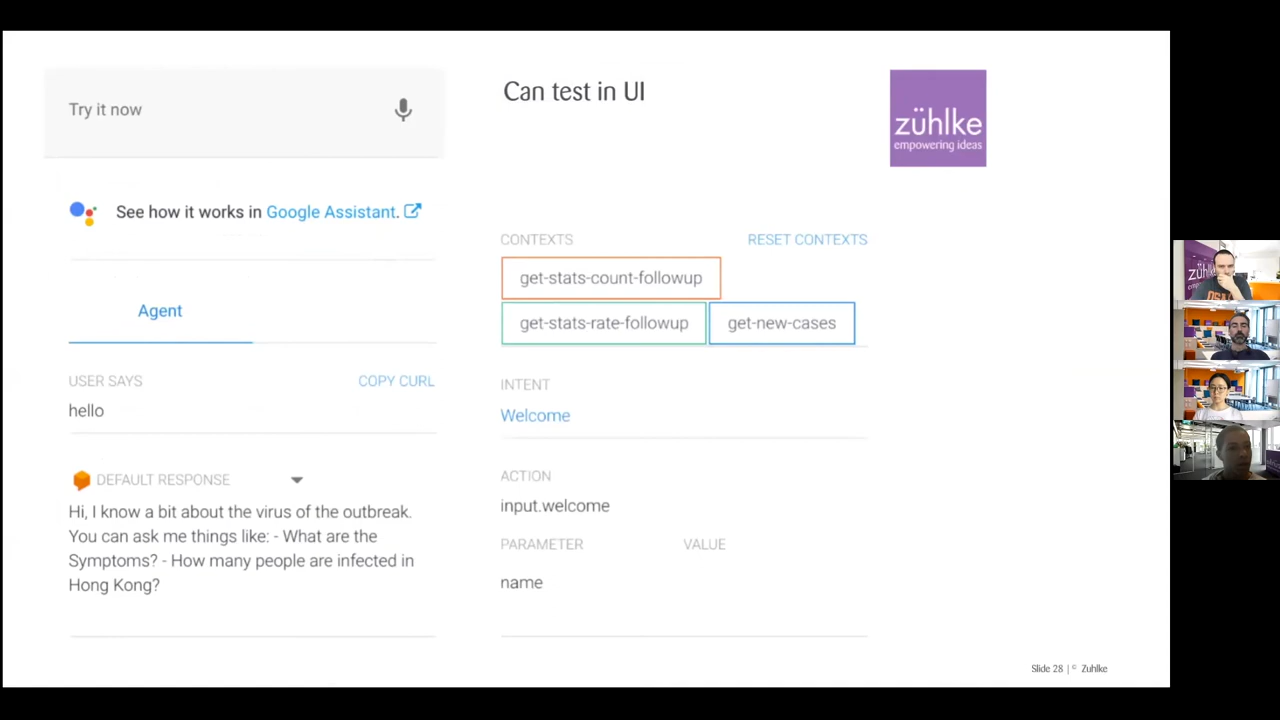 Try it now
See how it works in Google Assistant.
Agent
USER SAYS
COPY CURL
hello
DEFAULT RESPONSE
Hi, I know a bit about the virus of the outbreak.
You can ask me things like: - What are the
Symptoms? - How many people are infected in
Hong Kong?
Can test in UI
zühlke
empowering ideas
CONTEXTS
RESET CONTEXTS
get-stats-count-followup
get-stats-rate-followup
get-new-cases
INTENT
Welcome
ACTION
input.welcome
PARAMETER
VALUE
name
Slide 28 | © Zuhlke